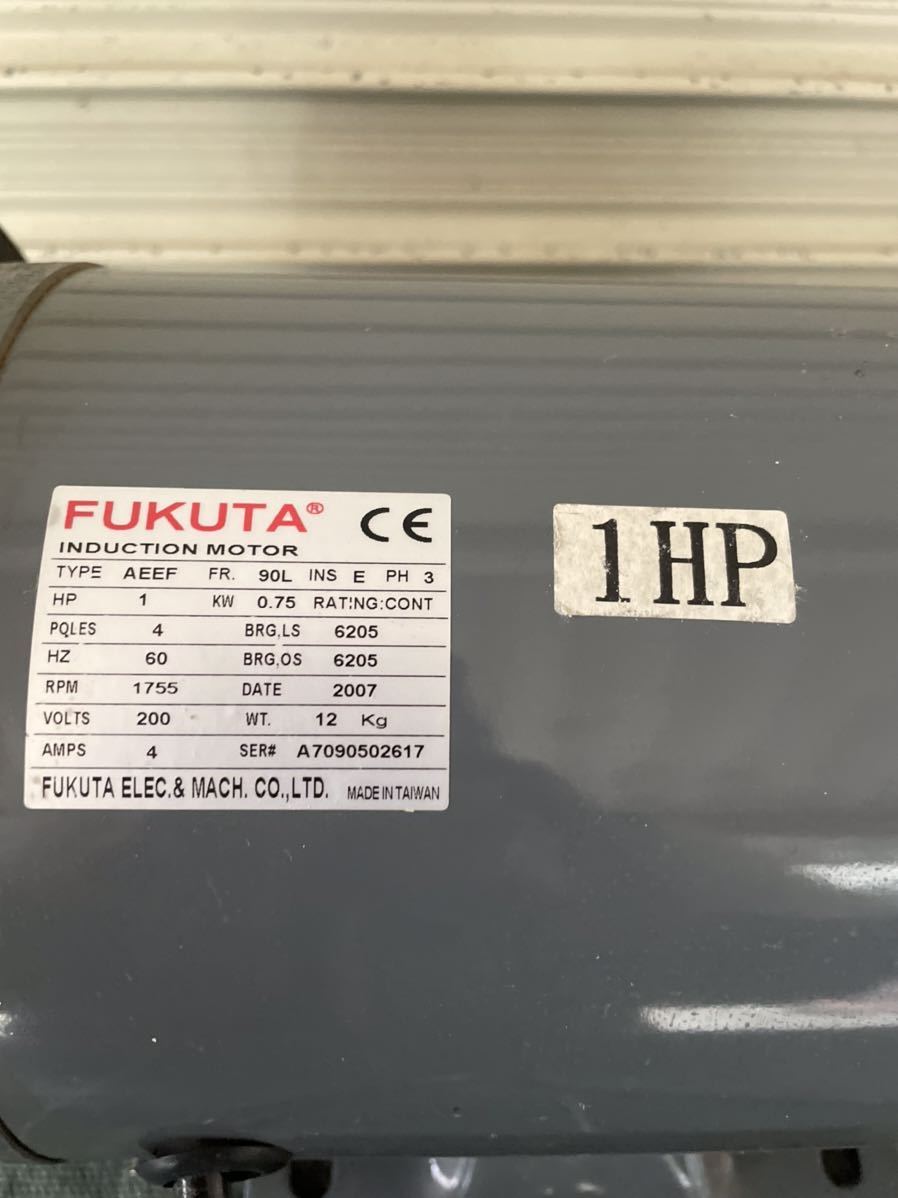 FUKUTA® CE
INDUCTION MOTOR
TYPE AEEF FR. 90L INS E PH 3
HP 1 KW 0.75 RATING:CONT
POLES 4 BRG,LS 6205
HZ 60 BRG,OS 6205
RPM 1755 DATE 2007
VOLTS 200 WT. 12 Kg
AMPS 4 SER# A7090502617
FUKUTA ELEC.& MACH. CO.,LTD. MADE IN TAIWAN
1HP